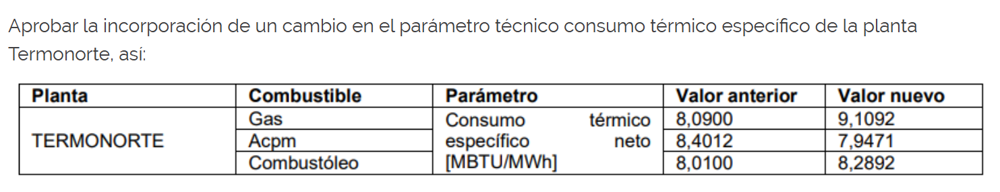 Aprobar la incorporación de un cambio en el parámetro técnico consumo térmico específico de la planta
Termonorte, así:
Planta Combustible Parámetro Valor anterior Valor nuevo
TERMONORTE Gas Consumo térmico específico neto [MBTU/MWh] 8,0900 9,1092
Acpm 8,4012 7,9471
Combustóleo 8,0100 8,2892